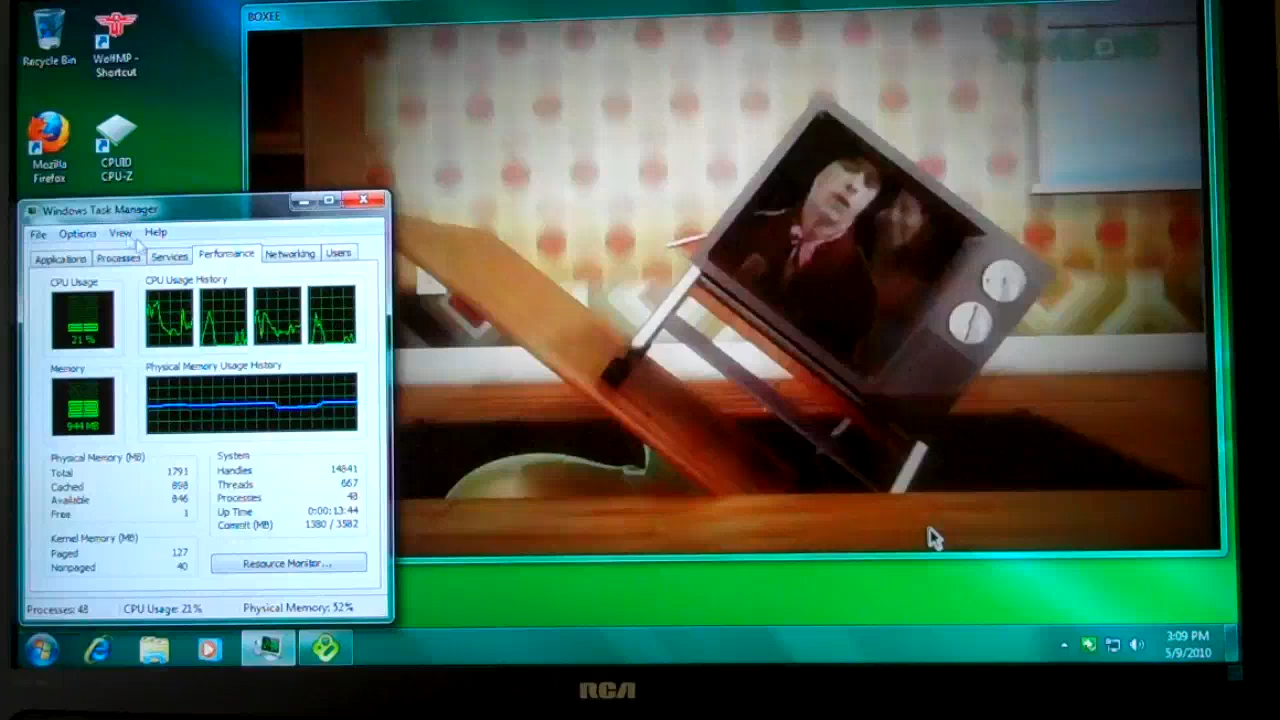 BOXEE
Recycle Bin
WolfMP -
Shortcut
Mozilla
Firefox
CPUID
CPU-Z
Windows Task Manager
File Options View Help
Applications Processes Services Performance Networking Users
CPU Usage
CPU Usage History
21 %
Memory
Physical Memory Usage History
944 MB
Physical Memory (MB)
Total 1791
Cached 898
Available 846
Free 1
System
Handles 14841
Threads 667
Processes 48
Up Time 0:00:13:44
Commit (MB) 1380 / 3582
Kernel Memory (MB)
Paged 127
Nonpaged 40
Resource Monitor...
Processes: 48 CPU Usage: 21% Physical Memory: 52%
3:09 PM
5/9/2010
RCA